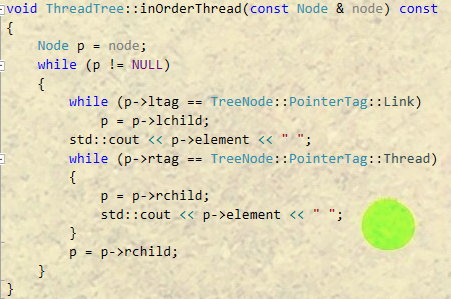 void ThreadTree::inOrderThread(const Node & node) const
{
    Node p = node;
    while (p != NULL)
    {
        while (p->ltag == TreeNode::PointerTag::Link)
            p = p->lchild;
        std::cout << p->element << " ";
        while (p->rtag == TreeNode::PointerTag::Thread)
        {
            p = p->rchild;
            std::cout << p->element << " ";
        }
        p = p->rchild;
    }
}